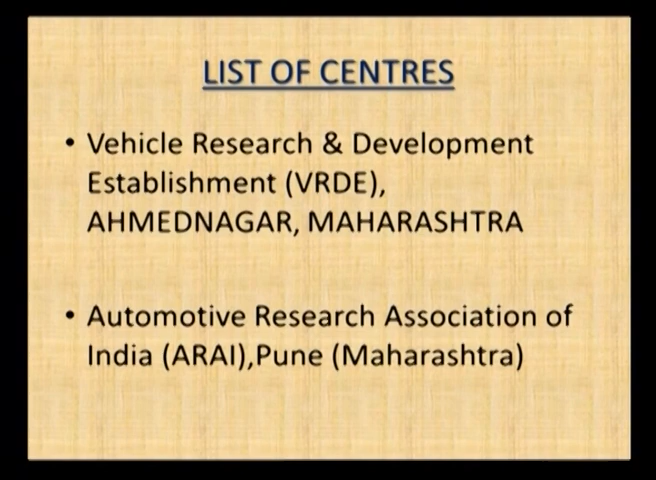 LIST OF CENTRES
• Vehicle Research & Development
Establishment (VRDE),
AHMEDNAGAR, MAHARASHTRA
• Automotive Research Association of
India (ARAI),Pune (Maharashtra)